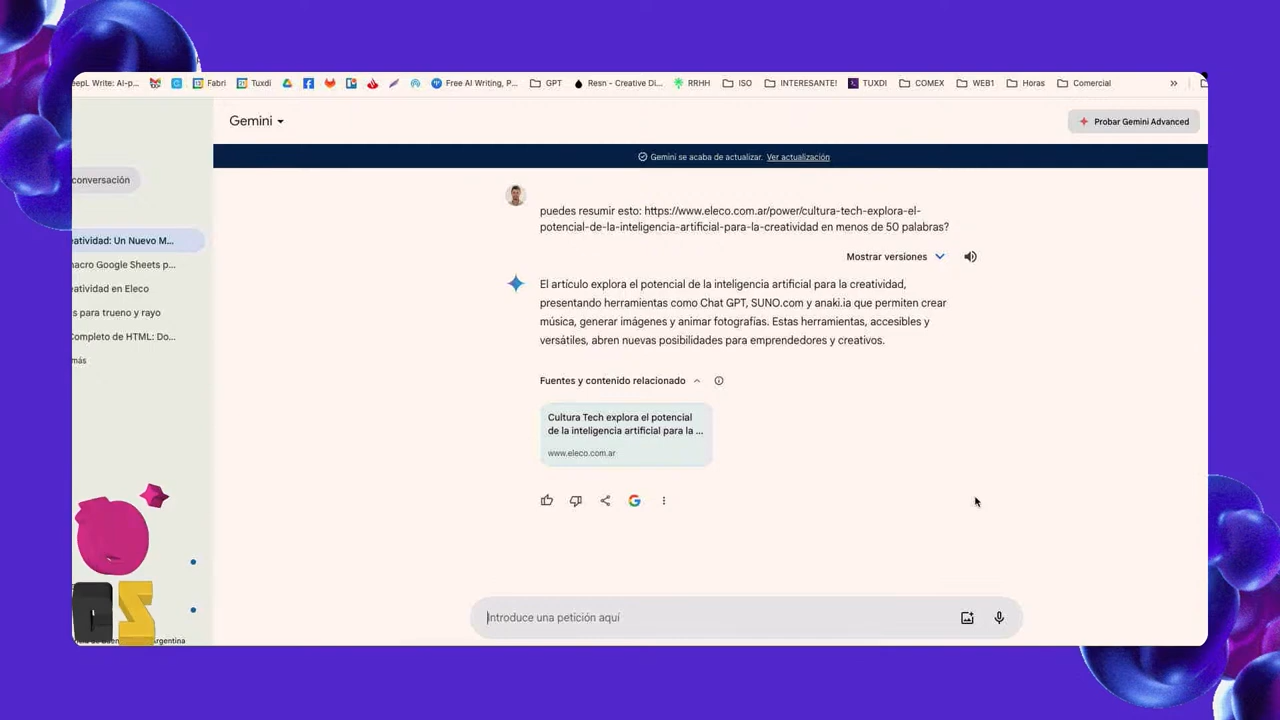 eepL Write: AI-p... Fabri Tuxdi Free AI Writing, P... GPT Resn - Creative Di... RRHH ISO INTERESANTE! TUXDI COMEX WEB1 Horas Comercial
Gemini
Probar Gemini Advanced
Gemini se acaba de actualizar. Ver actualización
conversación
puedes resumir esto: https://www.eleco.com.ar/power/cultura-tech-explora-el-
potencial-de-la-inteligencia-artificial-para-la-creatividad en menos de 50 palabras?
eatividad: Un Nuevo M...
macro Google Sheets p...
eatividad en Eleco
s para trueno y rayo
Completo de HTML: Do...
más
Mostrar versiones
El artículo explora el potencial de la inteligencia artificial para la creatividad,
presentando herramientas como Chat GPT, SUNO.com y anaki.ia que permiten crear
música, generar imágenes y animar fotografías. Estas herramientas, accesibles y
versátiles, abren nuevas posibilidades para emprendedores y creativos.
Fuentes y contenido relacionado
Cultura Tech explora el potencial
de la inteligencia artificial para la ...
www.eleco.com.ar
Introduce una petición aquí
Argentina